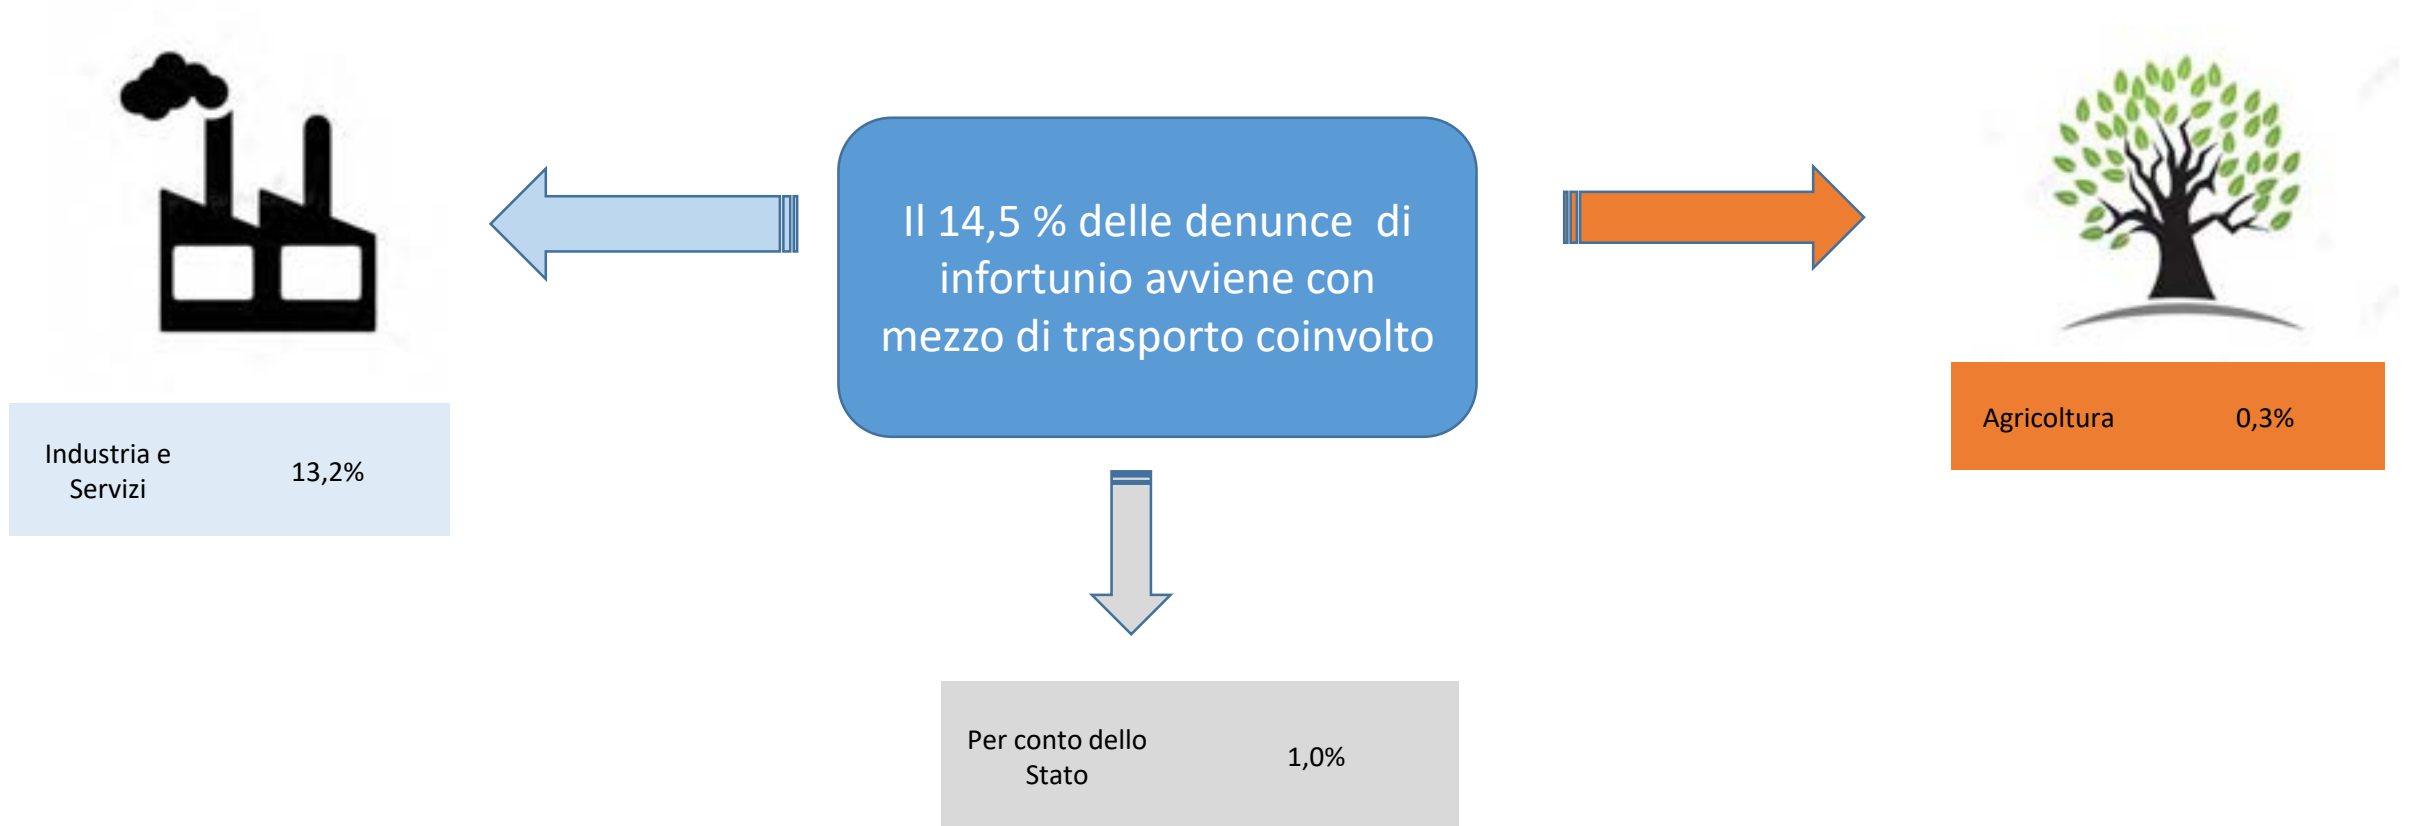 Il 14,5 % delle denunce  di
infortunio avviene con
mezzo di trasporto coinvolto
Industria e
Servizi
13,2%
Agricoltura
0,3%
Per conto dello
Stato
1,0%